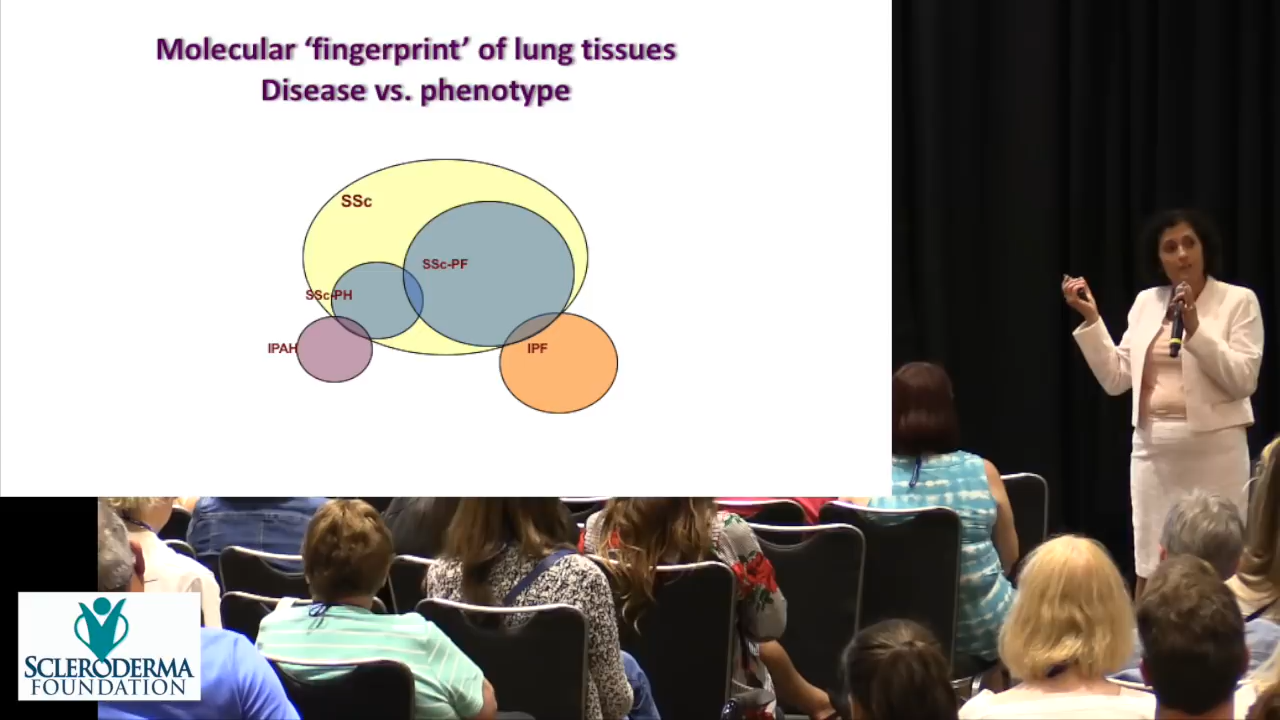 Molecular ‘fingerprint’ of lung tissues
Disease vs. phenotype
SSc
SSc-PF
SSc-PH
IPAH
IPF
SCLERODERMA
FOUNDATION